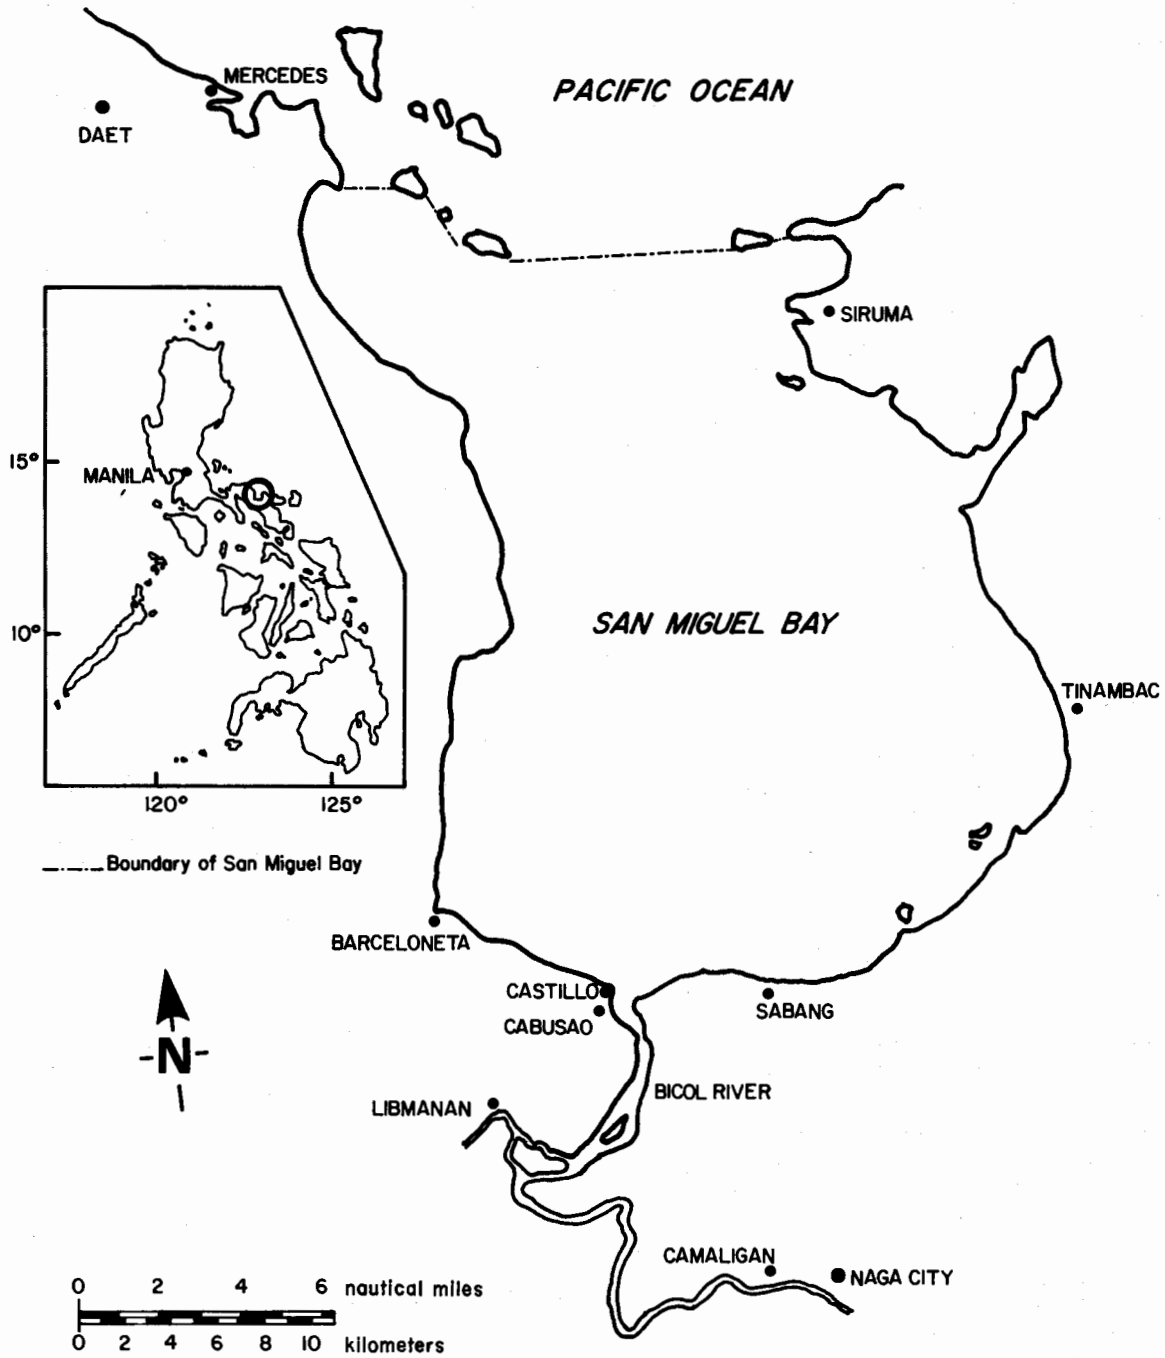 MERCEDES
PACIFIC OCEAN
DAET
SIRUMA
15°
MANILA
10°
SAN MIGUEL BAY
TINAMBAC
120° 125°
Boundary of San Miguel Bay
BARCELONETA
CASTILLO
SABANG
CABUSAO
N
BICOL RIVER
LIBMANAN
CAMALIGAN
NAGA CITY
0 2 4 6 nautical miles
0 2 4 6 8 10 kilometers